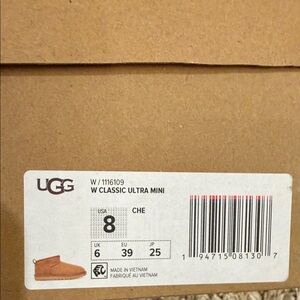 UGG
W / 1116109
W CLASSIC ULTRA MINI
USA
8
CHE
UK EU JP
6 39 25
MADE IN VIETNAM
FABRIQUÉ AU VIETNAM
1 94715 08130 7